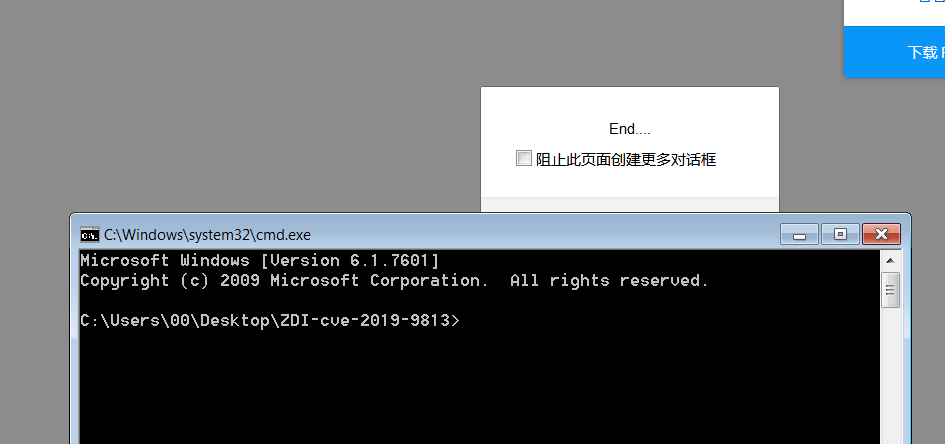 下载
End....
阻止此页面创建更多对话框
C:\Windows\system32\cmd.exe
Microsoft Windows [Version 6.1.7601]
Copyright (c) 2009 Microsoft Corporation.  All rights reserved.
C:\Users\00\Desktop\ZDI-cve-2019-9813>